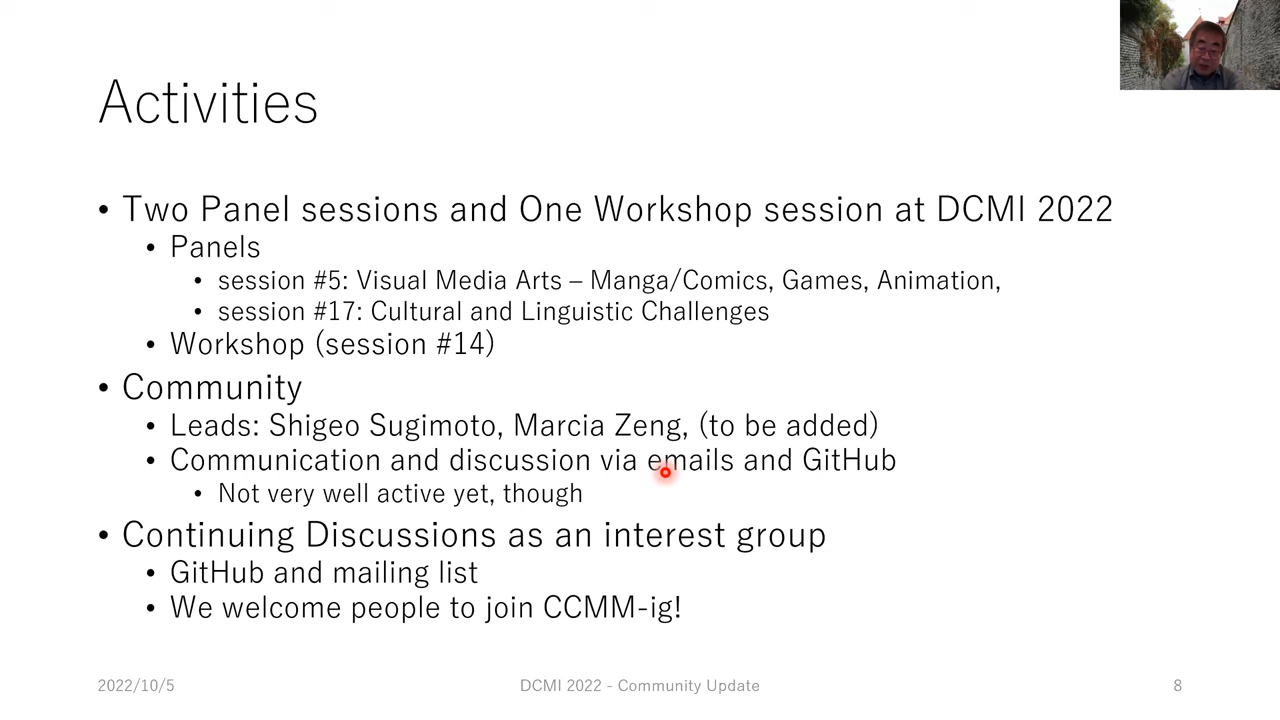 Activities
• Two Panel sessions and One Workshop session at DCMI 2022
• Panels
• session #5: Visual Media Arts – Manga/Comics, Games, Animation,
• session #17: Cultural and Linguistic Challenges
• Workshop (session #14)
• Community
• Leads: Shigeo Sugimoto, Marcia Zeng, (to be added)
• Communication and discussion via emails and GitHub
• Not very well active yet, though
• Continuing Discussions as an interest group
• GitHub and mailing list
• We welcome people to join CCMM-ig!
2022/10/5
DCMI 2022 - Community Update
8